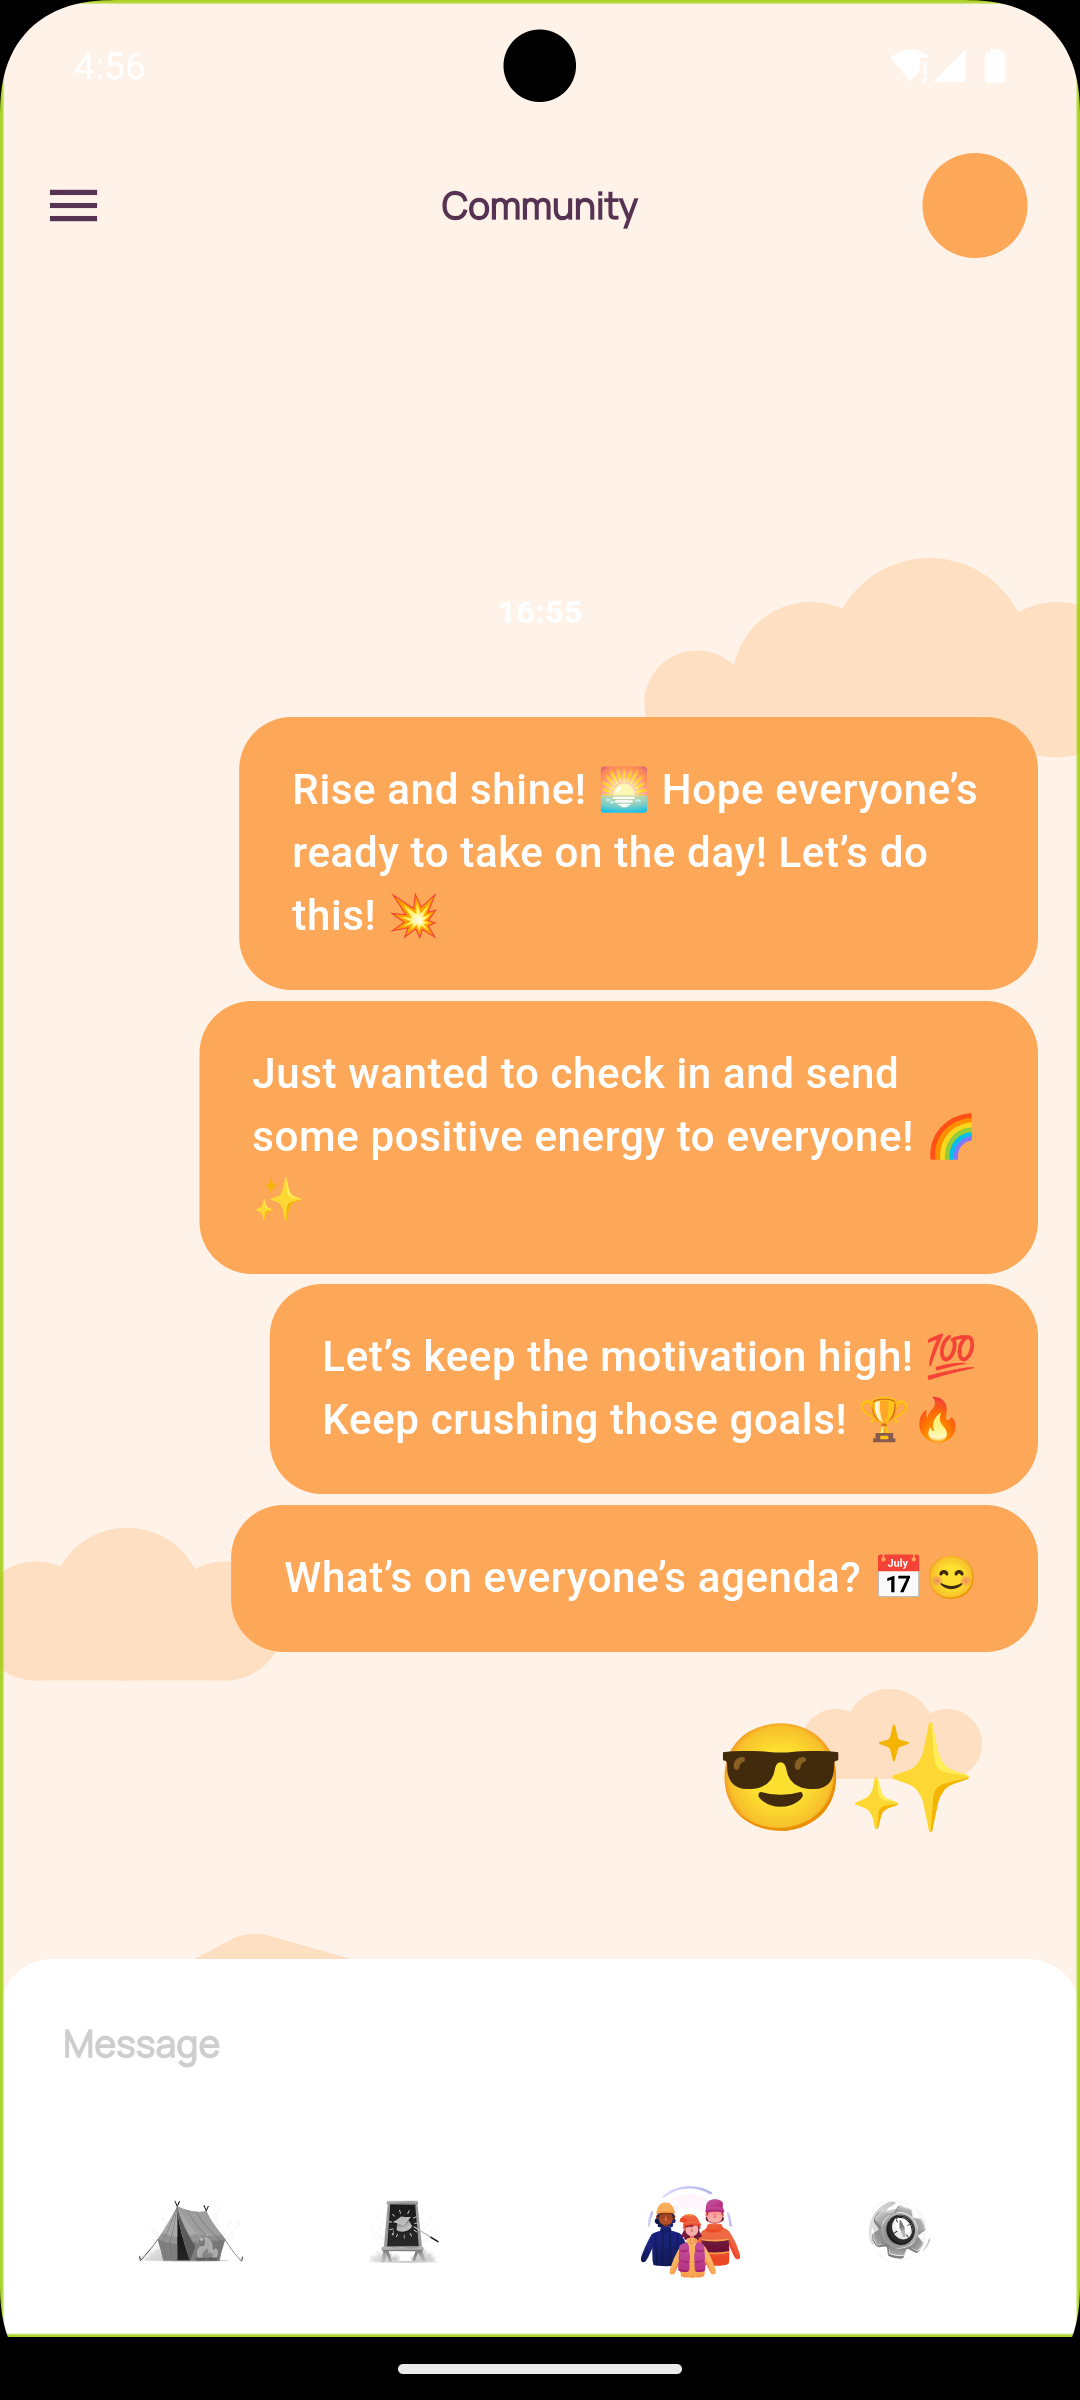 4:56
Community
16:55
Rise and shine! 🌅 Hope everyone’s
ready to take on the day! Let’s do
this! 💥
Just wanted to check in and send
some positive energy to everyone! 🌈
✨
Let’s keep the motivation high! 💯
Keep crushing those goals! 🏆🔥
What’s on everyone’s agenda? 📅😊
😎✨
Message